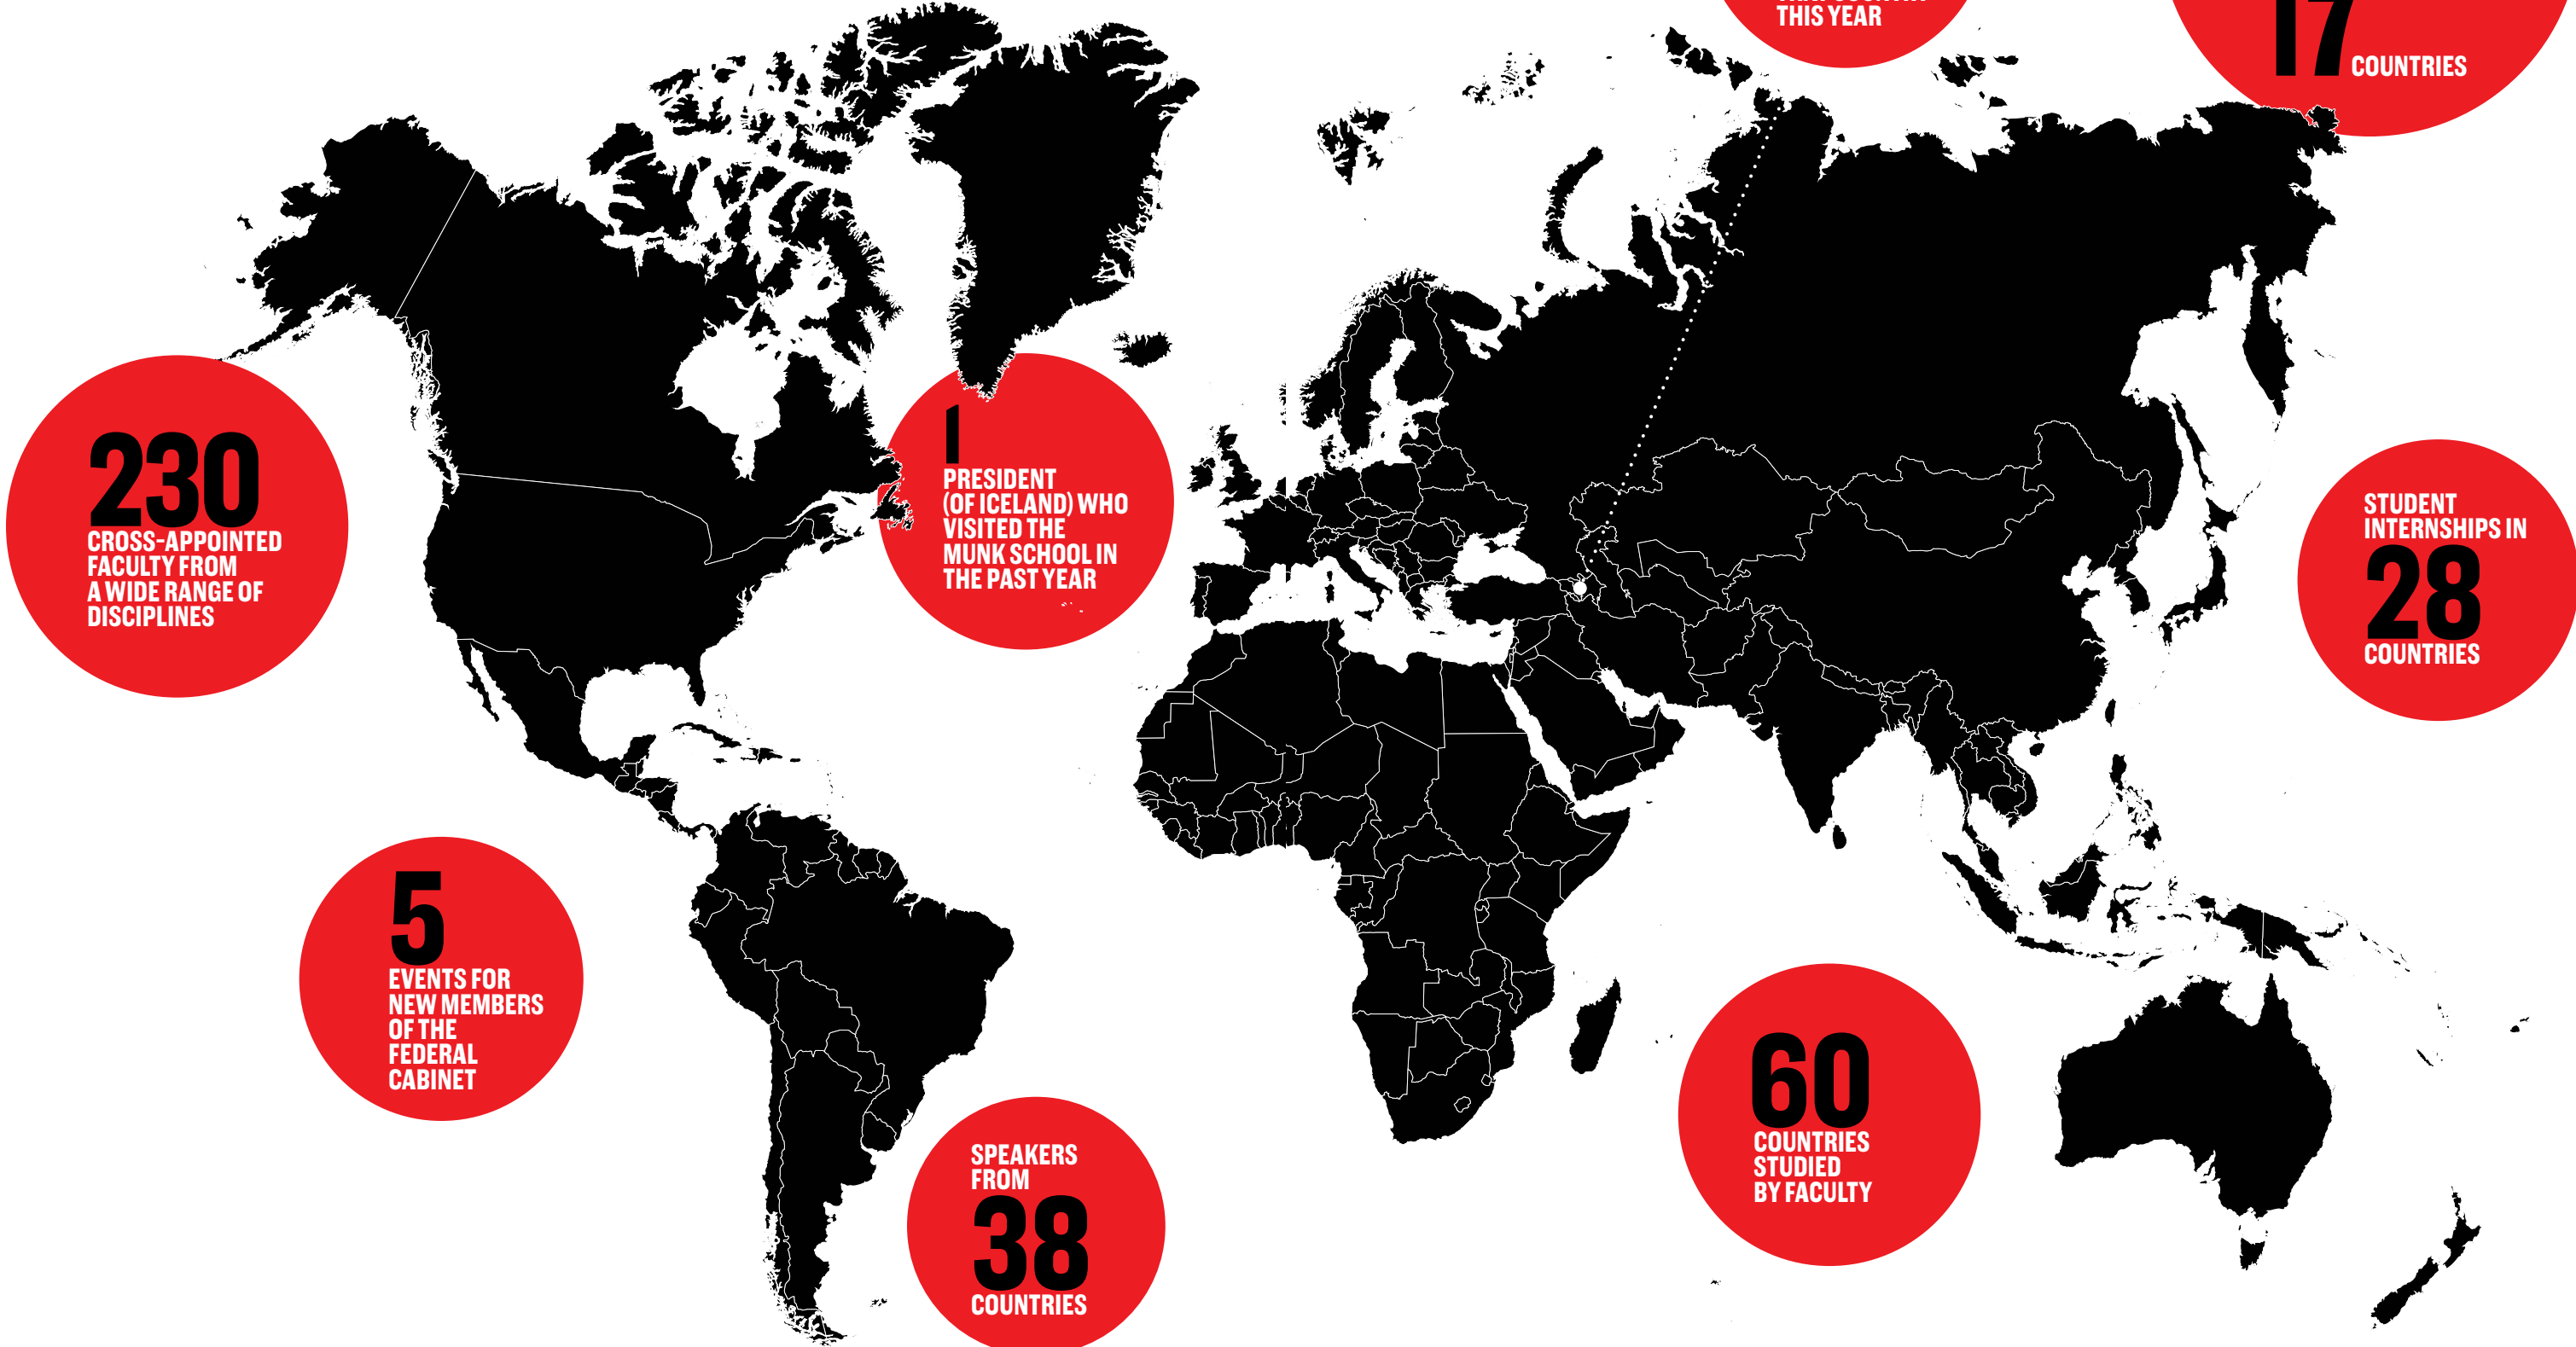 THIS YEAR
17 COUNTRIES
230
CROSS-APPOINTED
FACULTY FROM
A WIDE RANGE OF
DISCIPLINES
1
PRESIDENT
(OF ICELAND) WHO
VISITED THE
MUNK SCHOOL IN
THE PAST YEAR
STUDENT
INTERNSHIPS IN
28
COUNTRIES
5
EVENTS FOR
NEW MEMBERS
OF THE
FEDERAL
CABINET
SPEAKERS
FROM
38
COUNTRIES
60
COUNTRIES
STUDIED
BY FACULTY